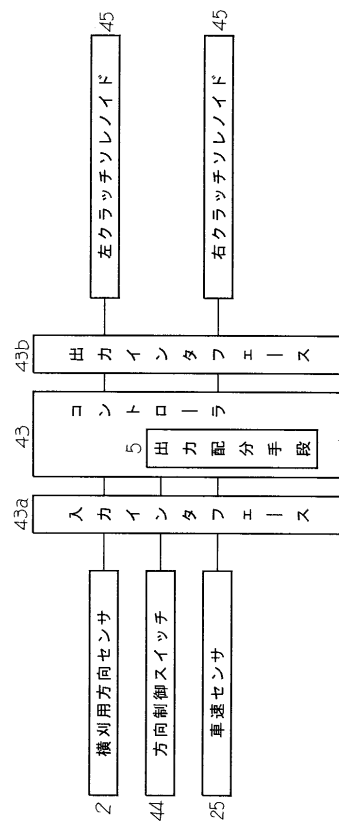 2
横刈用方向センサ
44
方向制御スイッチ
25
車速センサ
43a
入力インタフェース
43
コントローラ
5
出力配分手段
43b
出力インタフェース
左クラッチソレノイド
45
右クラッチソレノイド
45